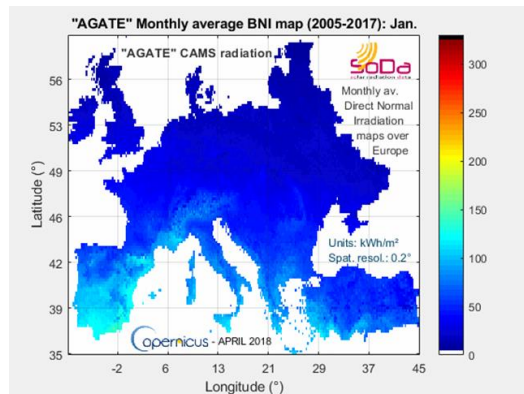 "AGATE" Monthly average BNI map (2005-2017): Jan.
"AGATE" CAMS radiation
SoDa
solar radiation data
Monthly av.
Direct Normal
Irradiation
maps over
Europe
Units: kWh/m²
Spat. resol.: 0.2°
Copernicus - APRIL 2018
Latitude (°)
56
53
49
46
42
39
35
-2 6 13 21 29 37 45
Longitude (°)
300
250
200
150
100
50
0